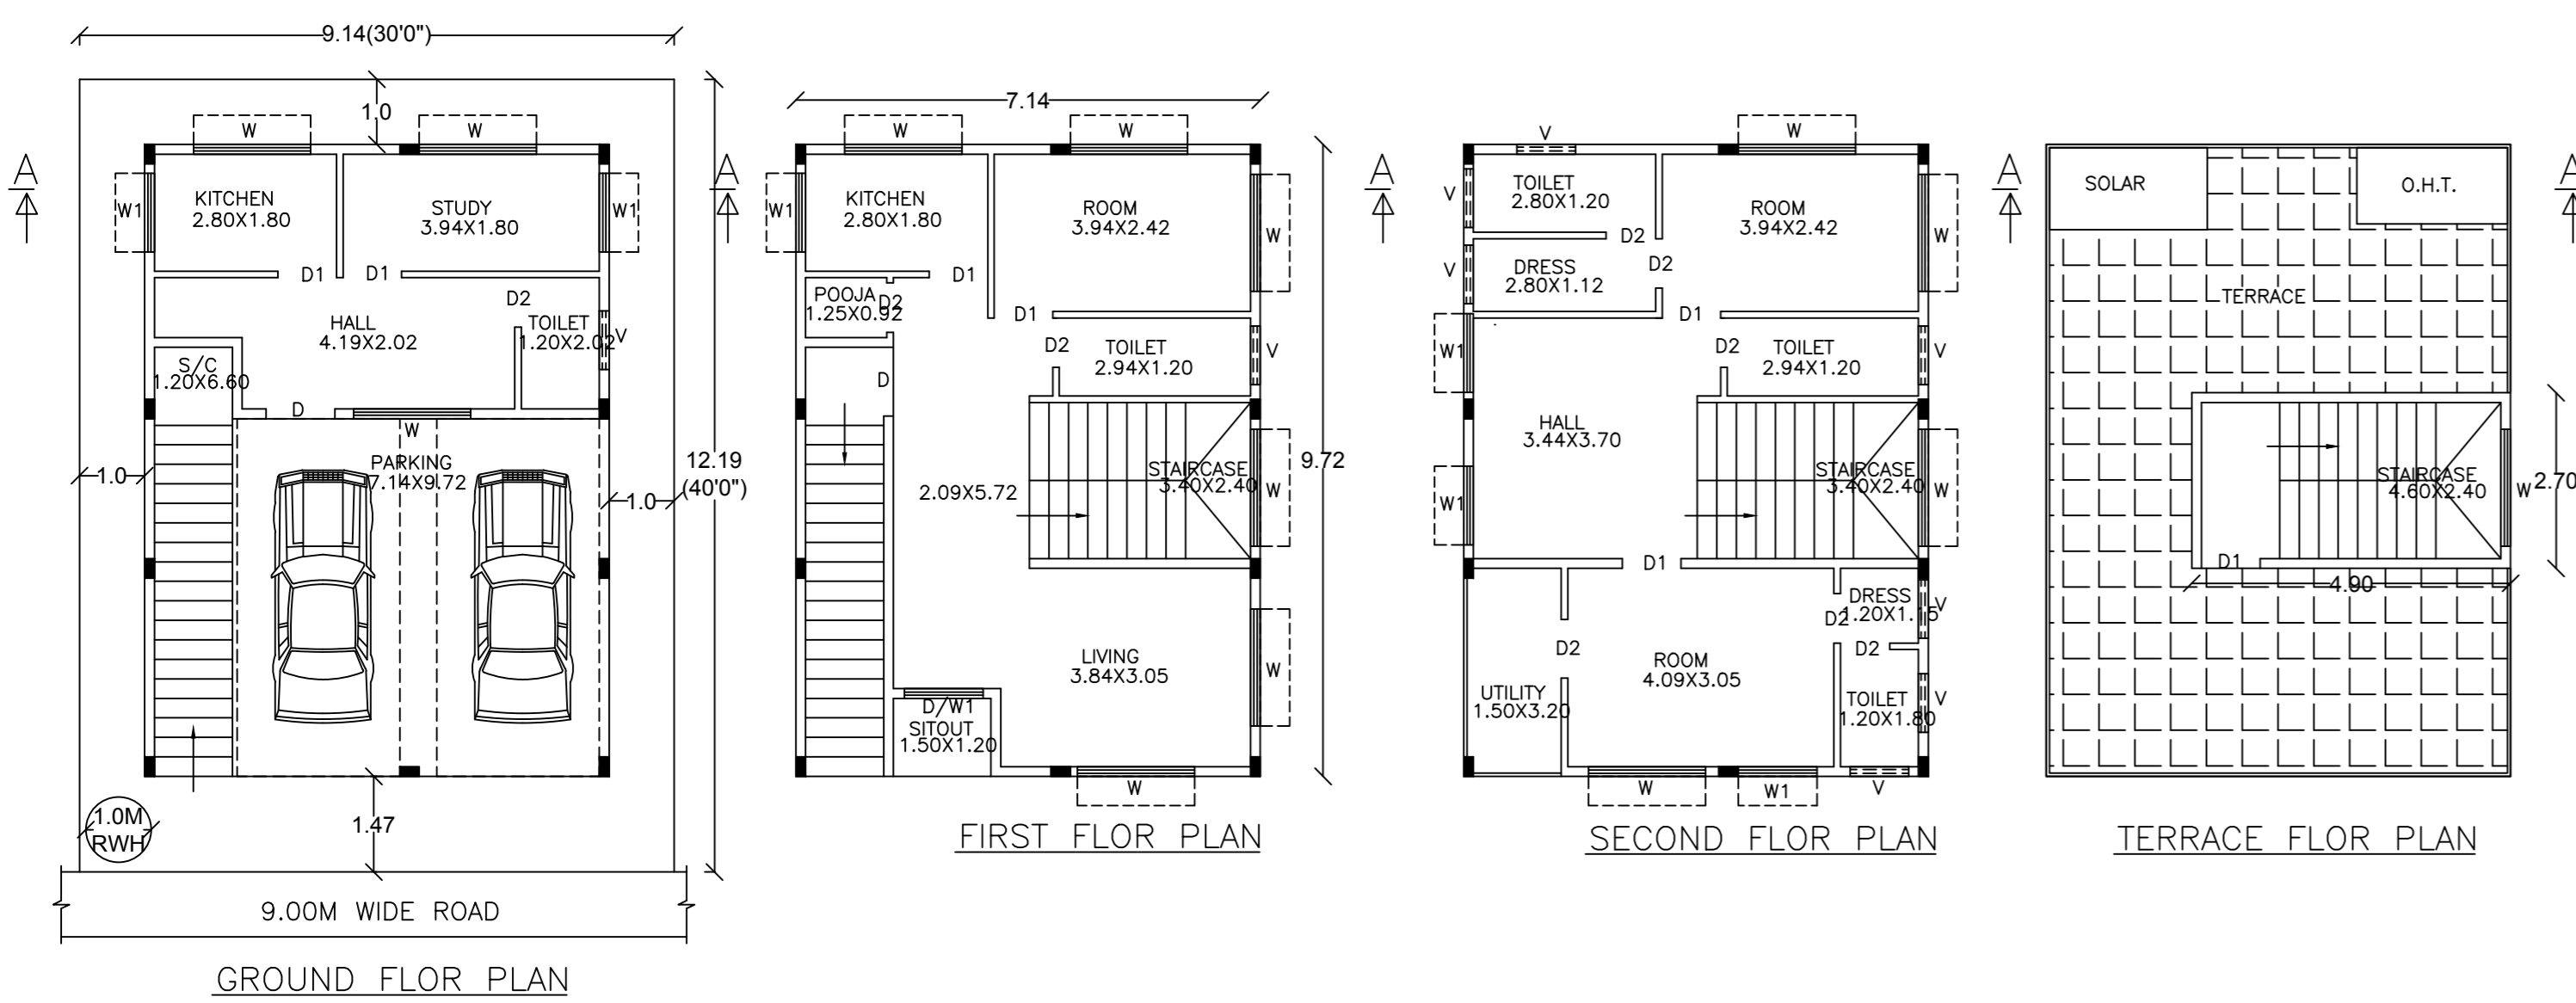 9.14(30'0")
1.0
W
W
A
KITCHEN
2.80X1.80
W1
STUDY
3.94X1.80
W1
A
D1
D1
D2
HALL
4.19X2.02
TOILET
1.20X2.02
V
S/C
1.20X6.60
D
W
PARKING
7.14X9.72
1.0
1.0
12.19
(40'0")
1.47
1.0M
RWH
9.00M WIDE ROAD
GROUND FLOR PLAN
7.14
W
W
W1
KITCHEN
2.80X1.80
ROOM
3.94X2.42
W
A
D1
POOJA
D2
1.25X0.92
D1
D2
TOILET
2.94X1.20
V
D
2.09X5.72
STAIRCASE
3.40X2.40
W
9.72
LIVING
3.84X3.05
W
D/W1
SITOUT
1.50X1.20
W
FIRST FLOR PLAN
V
W
V
TOILET
2.80X1.20
ROOM
3.94X2.42
W
A
D2
D2
V
DRESS
2.80X1.12
D1
W1
D2
TOILET
2.94X1.20
V
HALL
3.44X3.70
W1
STAIRCASE
3.40X2.40
W
D1
DRESS
1.20X1.15
V
D2
D2
D2
ROOM
4.09X3.05
UTILITY
1.50X3.20
TOILET
1.20X1.80
V
W
W1
V
SECOND FLOR PLAN
SOLAR
O.H.T.
A
TERRACE
STAIRCASE
4.60X2.40
W
2.70
D1
4.90
TERRACE FLOR PLAN